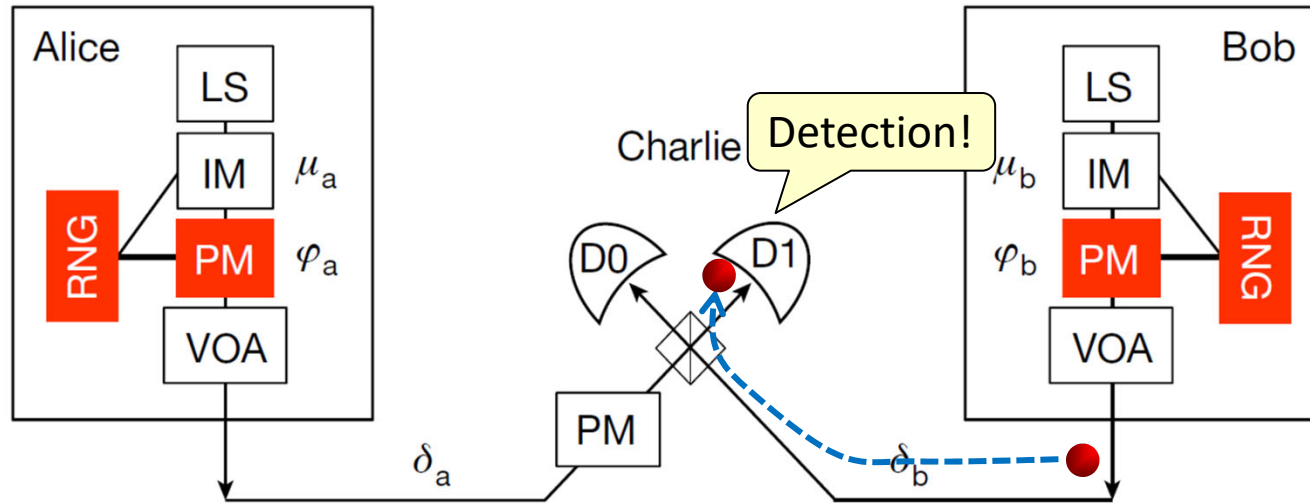 Alice
LS
IM
μa
RNG
PM
φa
VOA
δa
Charlie
Detection!
D0
D1
PM
δb
Bob
LS
μb
IM
φb
PM
RNG
VOA